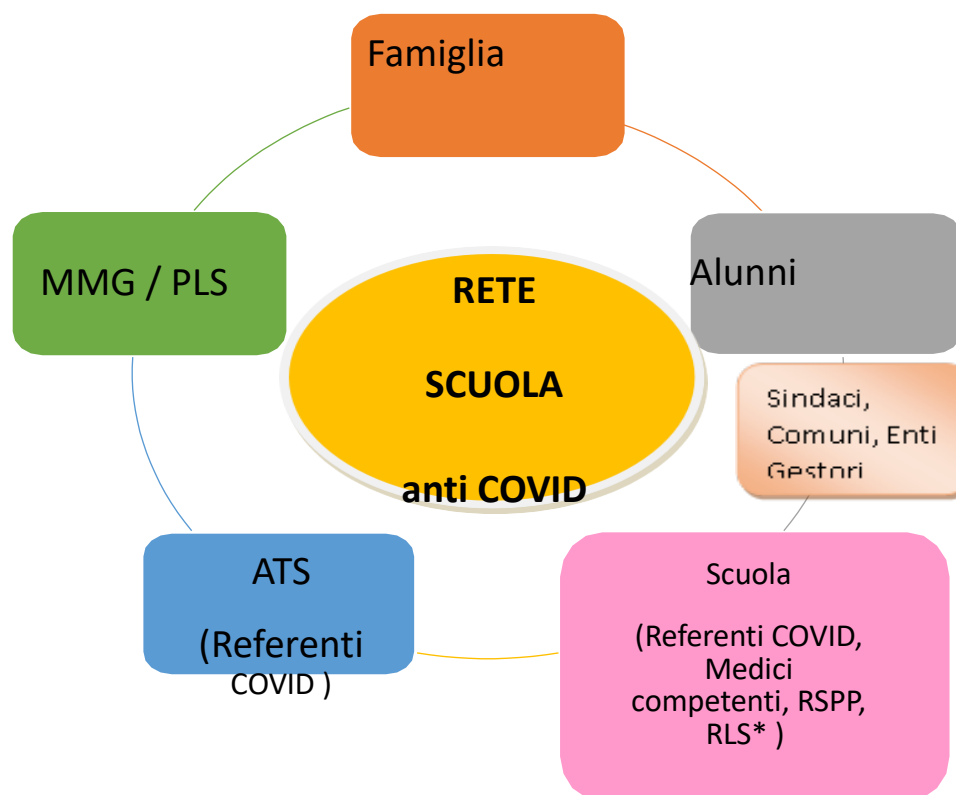 Famiglia
MMG / PLS
Alunni
RETE
SCUOLA
anti COVID
Sindaci,
Comuni, Enti
Gestori
ATS
(Referenti
COVID )
Scuola
(Referenti COVID,
Medici
competenti, RSPP,
RLS* )